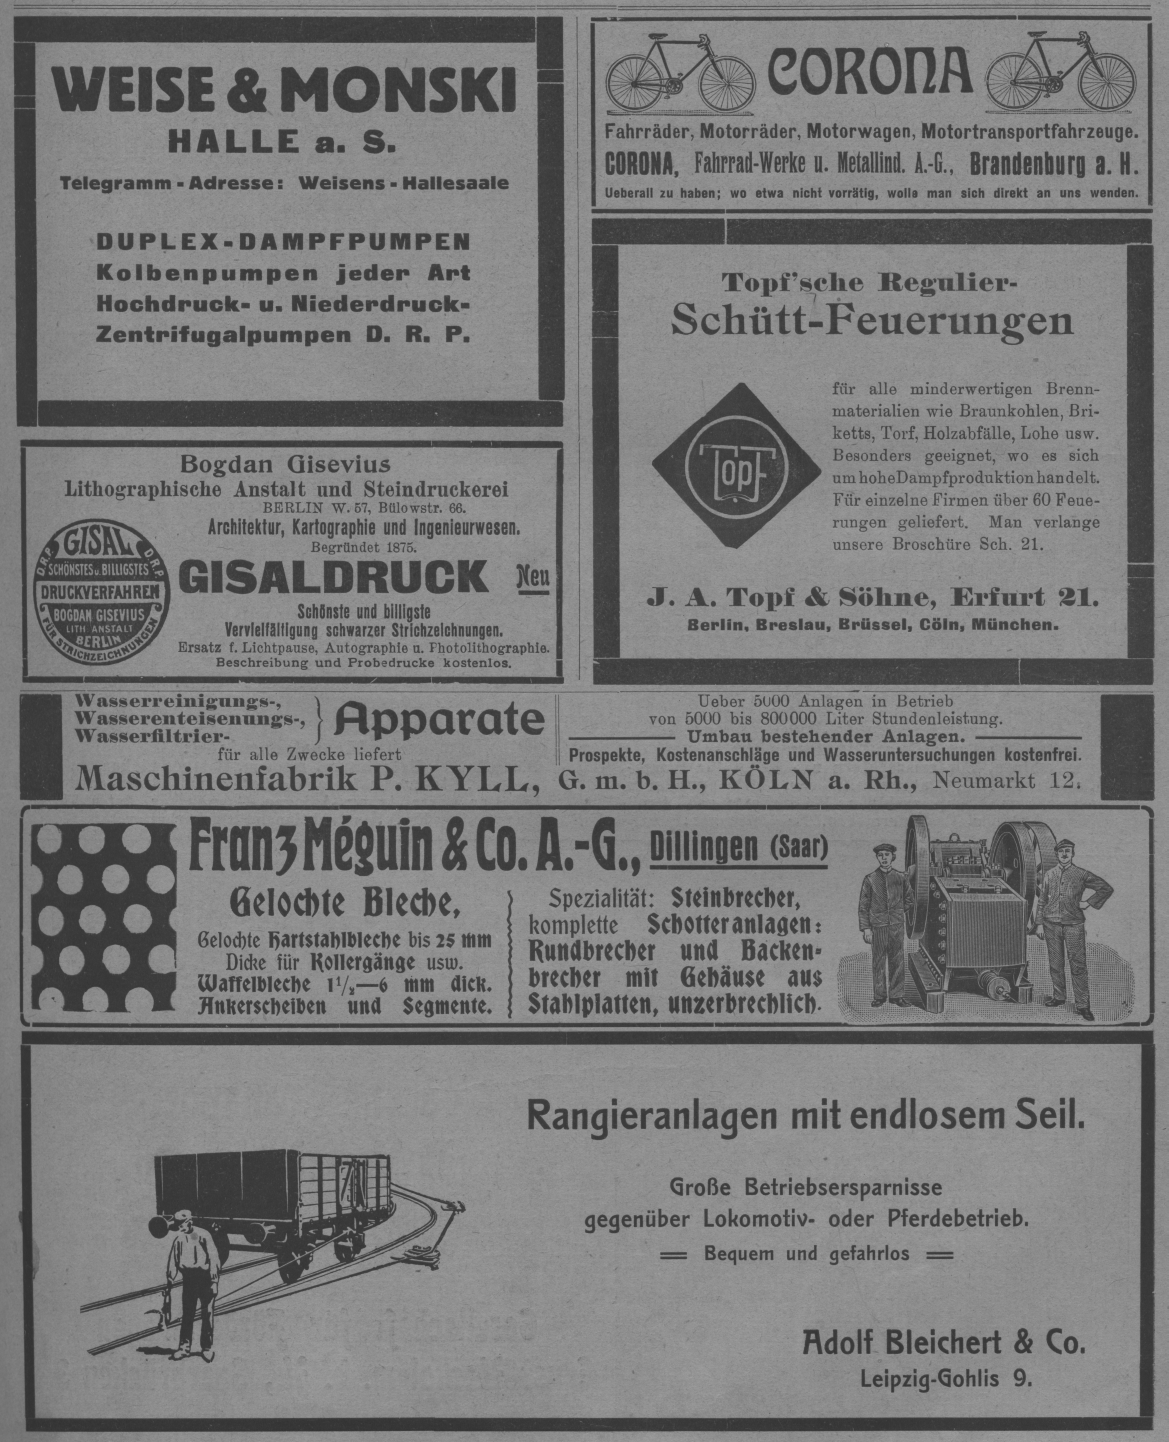 WEISE & MONSKI
HALLE a. S.
Telegramm-Adresse: Weisens-Hallesaale
DUPLEX-DAMPFPUMPEN
Kolbenpumpen jeder Art
Hochdruck- u. Niederdruck-
Zentrifugalpumpen D. R. P.
CORONA
Fahrräder, Motorräder, Motorwagen, Motortransportfahrzeuge.
CORONA, Fahrrad-Werke u. Metallind. A.-G., Brandenburg a. H.
Ueberall zu haben; wo etwa nicht vorrätig, wolle man sich direkt an uns wenden.
Topf'sche Regulier-
Schütt-Feuerungen
TOPF
für alle minderwertigen Brenn-
materialien wie Braunkohlen, Bri-
ketts, Torf, Holzabfälle, Lohe usw.
Besonders geeignet, wo es sich
um hohe Dampfproduktion handelt.
Für einzelne Firmen über 60 Feue-
rungen geliefert. Man verlange
unsere Broschüre Sch. 21.
J. A. Topf & Söhne, Erfurt 21.
Berlin, Breslau, Brüssel, Cöln, München.
Bogdan Gisevius
Lithographische Anstalt und Steindruckerei
BERLIN W. 57, Bülowstr. 66.
Architektur, Kartographie und Ingenieurwesen.
Begründet 1875.
GISALDRUCK Neu
Schönste und billigste
Vervielfältigung schwarzer Strichzeichnungen.
Ersatz f. Lichtpause, Autographie u. Photolithographie.
Beschreibung und Probedrucke kostenlos.
D.R.P. GISAL D.R.P.
SCHÖNSTES u. BILLIGSTES
DRUCKVERFAHREN
BOGDAN GISEVIUS
LITH. ANSTALT
BERLIN
FÜR STRICHZEICHNUNGEN
Wasserreinigungs-,
Wasserenteisenungs-,
Wasserfiltrier-
Apparate
für alle Zwecke liefert
Ueber 5000 Anlagen in Betrieb
von 5000 bis 800000 Liter Stundenleistung.
Umbau bestehender Anlagen.
Prospekte, Kostenanschläge und Wasseruntersuchungen kostenfrei.
Maschinenfabrik P. KYLL, G. m. b. H., KÖLN a. Rh., Neumarkt 12.
Franz Méguin & Co. A.-G., Dillingen (Saar)
Gelochte Bleche,
Gelochte Hartstahlbleche bis 25 mm
Dicke für Kollergänge usw.
Waffelbleche 1½—6 mm dick.
Ankerscheiben und Segmente.
Spezialität: Steinbrecher,
komplette Schotteranlagen:
Rundbrecher und Backen-
brecher mit Gehäuse aus
Stahlplatten, unzerbrechlich.
Rangieranlagen mit endlosem Seil.
Große Betriebsersparnisse
gegenüber Lokomotiv- oder Pferdebetrieb.
Bequem und gefahrlos
Adolf Bleichert & Co.
Leipzig-Gohlis 9.